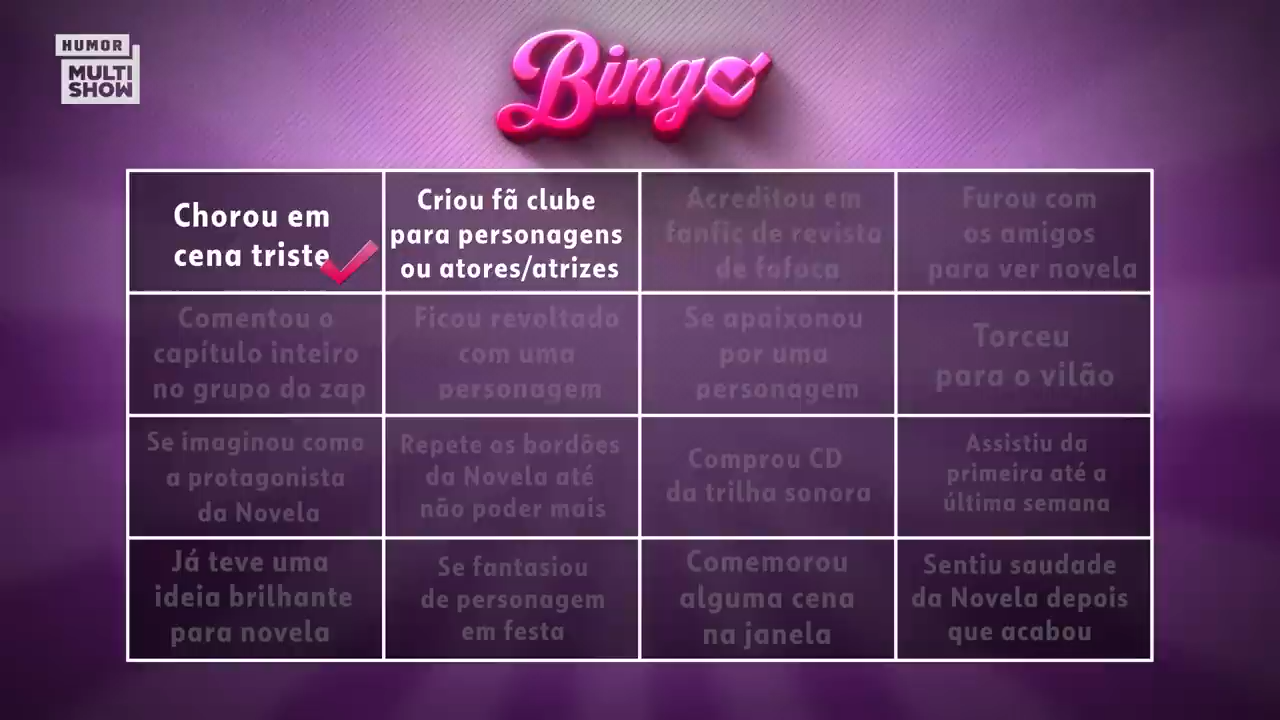 HUMOR
MULTI
SHOW
Bingo
Chorou em
cena triste
Criou fã clube
para personagens
ou atores/atrizes
Acreditou em
fanfic de revista
de fofoca
Furou com
os amigos
para ver novela
Comentou o
capítulo inteiro
no grupo do zap
Ficou revoltado
com uma
personagem
Se apaixonou
por uma
personagem
Torceu
para o vilão
Se imaginou como
a protagonista
da Novela
Repete os bordões
da Novela até
não poder mais
Comprou CD
da trilha sonora
Assistiu da
primeira até a
última semana
Já teve uma
ideia brilhante
para novela
Se fantasiou
de personagem
em festa
Comemorou
alguma cena
na janela
Sentiu saudade
da Novela depois
que acabou